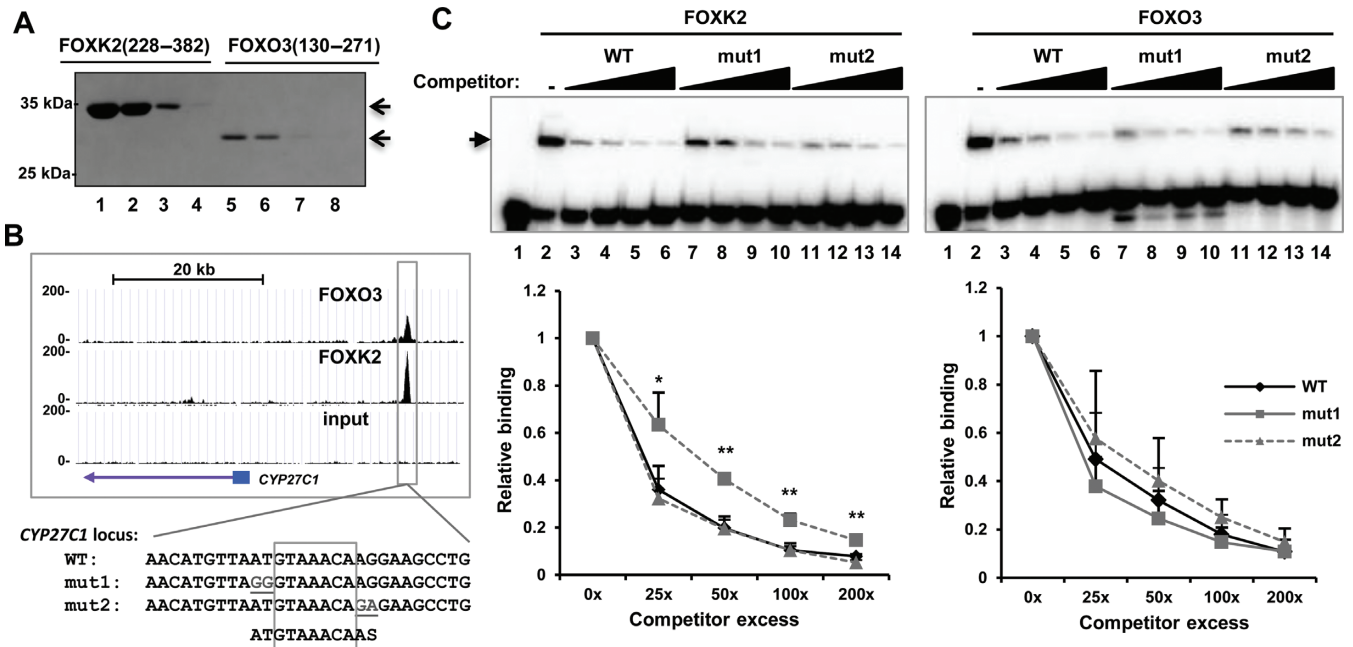 A
FOXK2(228–382) FOXO3(130–271)
35 kDa
25 kDa
1 2 3 4 5 6 7 8
B
20 kb
200-
FOXO3
0-
200-
FOXK2
0-
200-
input
0-
CYP27C1
CYP27C1 locus:
WT: AACATGTTAATGTAAACAAGGAAGCCTG
mut1: AACATGTTAGGGTAAACAAGGAAGCCTG
mut2: AACATGTTAATGTAAACAGAGAAGCCTG
ATGTAAACAAS
C
FOXK2 FOXO3
WT mut1 mut2 WT mut1 mut2
Competitor: - -
1 2 3 4 5 6 7 8 9 10 11 12 13 14
1 2 3 4 5 6 7 8 9 10 11 12 13 14
Relative binding
1.2
1
0.8
0.6
0.4
0.2
0
* ** ** **
0x 25x 50x 100x 200x
Competitor excess
Relative binding
1.2
1
0.8
0.6
0.4
0.2
0
0x 25x 50x 100x 200x
Competitor excess
WT
mut1
mut2